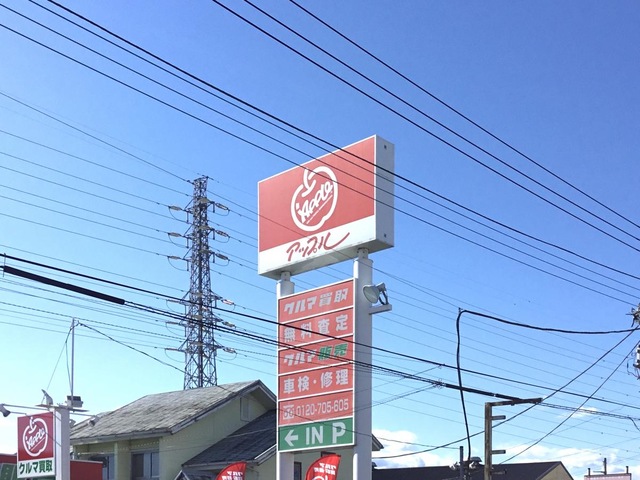 Apple
アップル
クルマ買取
無料査定
クルマ販売
車検・修理
0120-705-605
← IN P
Apple
クルマ買取